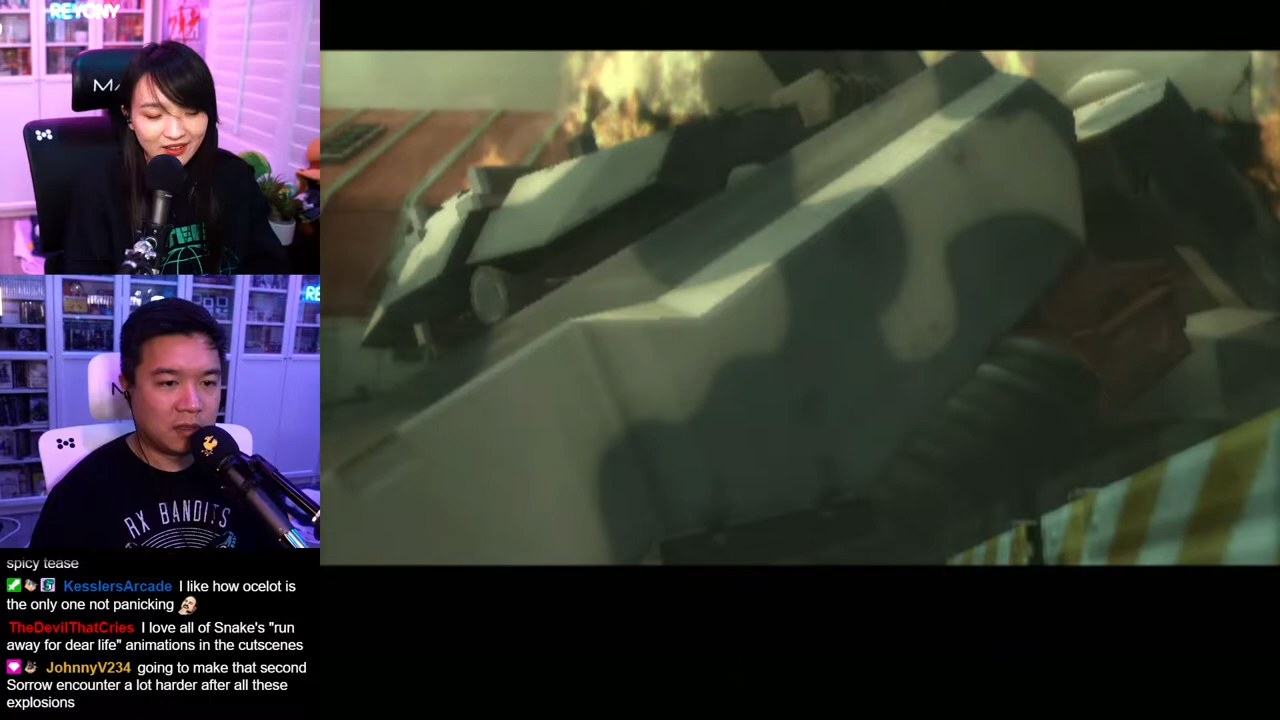 REYONY
MA
RX BANDITS
spicy tease
KesslersArcade I like how ocelot is
the only one not panicking
TheDevilThatCries I love all of Snake's "run
away for dear life" animations in the cutscenes
JohnnyV234 going to make that second
Sorrow encounter a lot harder after all these
explosions